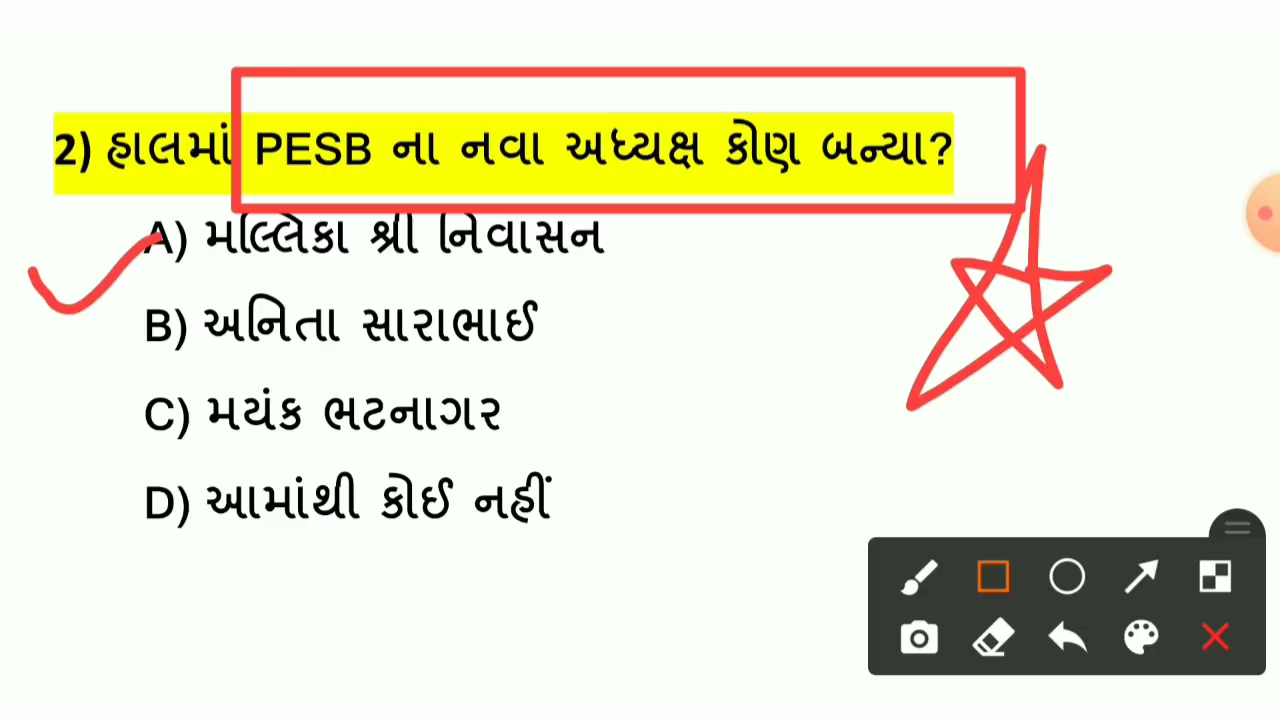 2) હાલમાં PESB ના નવા અધ્યક્ષ કોણ બન્યા?
A) મલ્લિકા શ્રી નિવાસન
B) અનિતા સારાભાઈ
C) મયંક ભટનાગર
D) આમાંથી કોઈ નહીં